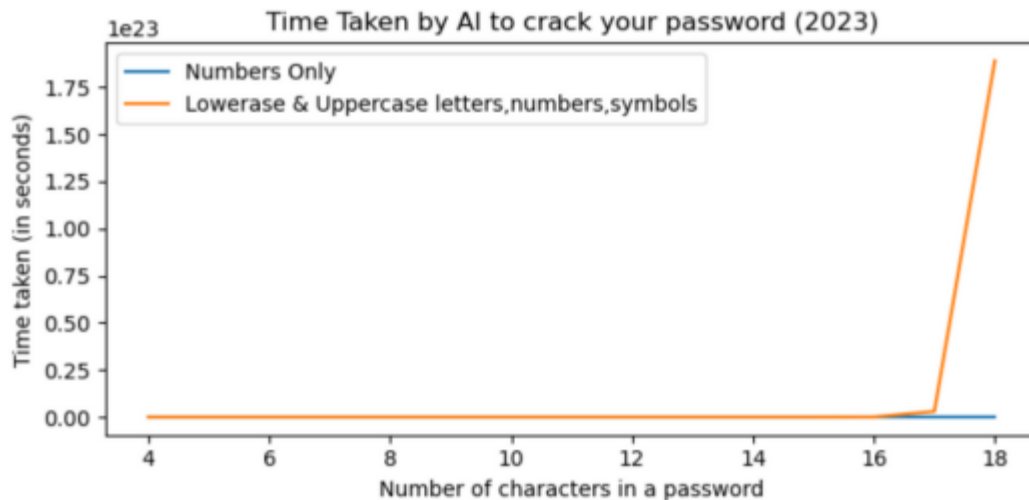 Time Taken by AI to crack your password (2023)
1e23
Numbers Only
Lowerase & Uppercase letters,numbers,symbols
1.75
1.50
1.25
1.00
0.75
0.50
0.25
0.00
Time taken (in seconds)
4 6 8 10 12 14 16 18
Number of characters in a password